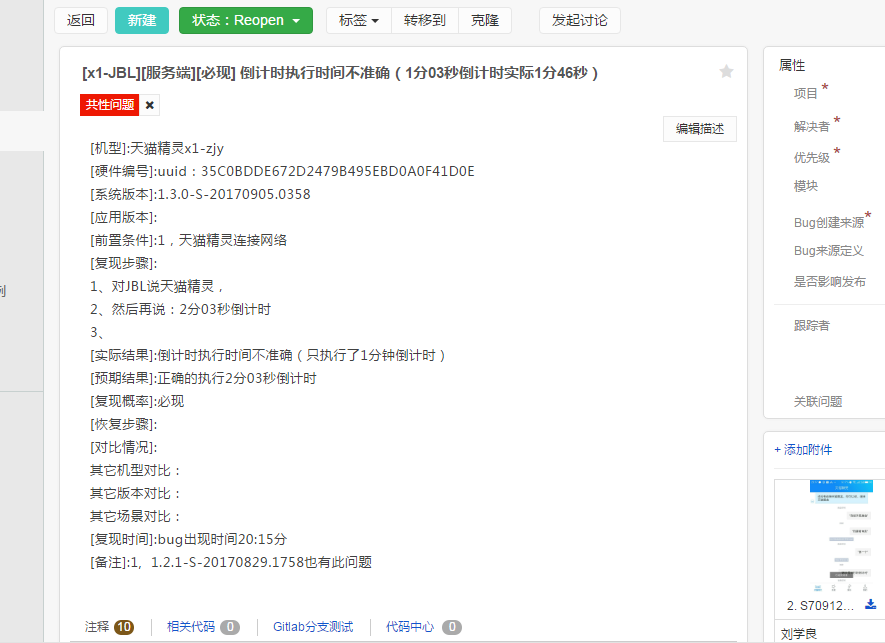 返回 新建 状态：Reopen 标签 转移到 克隆 发起讨论
[x1-JBL][服务端][必现] 倒计时执行时间不准确（1分03秒倒计时实际1分46秒）
共性问题 ×
编辑描述
[机型]:天猫精灵x1-zjy
[硬件编号]:uuid：35C0BDDE672D2479B495EBD0A0F41D0E
[系统版本]:1.3.0-S-20170905.0358
[应用版本]:
[前置条件]:1，天猫精灵连接网络
[复现步骤]:
1、对JBL说天猫精灵，
2、然后再说：2分03秒倒计时
3、
[实际结果]:倒计时执行时间不准确（只执行了1分钟倒计时）
[预期结果]:正确的执行2分03秒倒计时
[复现概率]:必现
[恢复步骤]:
[对比情况]:
其它机型对比：
其它版本对比：
其它场景对比：
[复现时间]:bug出现时间20:15分
[备注]:1，1.2.1-S-20170829.1758也有此问题
注释 10 相关代码 0 Gitlab分支测试 代码中心 0
属性
项目*
解决者*
优先级*
模块
Bug创建来源*
Bug来源定义
是否影响发布
跟踪者
关联问题
+ 添加附件
2. S70912...
刘学良